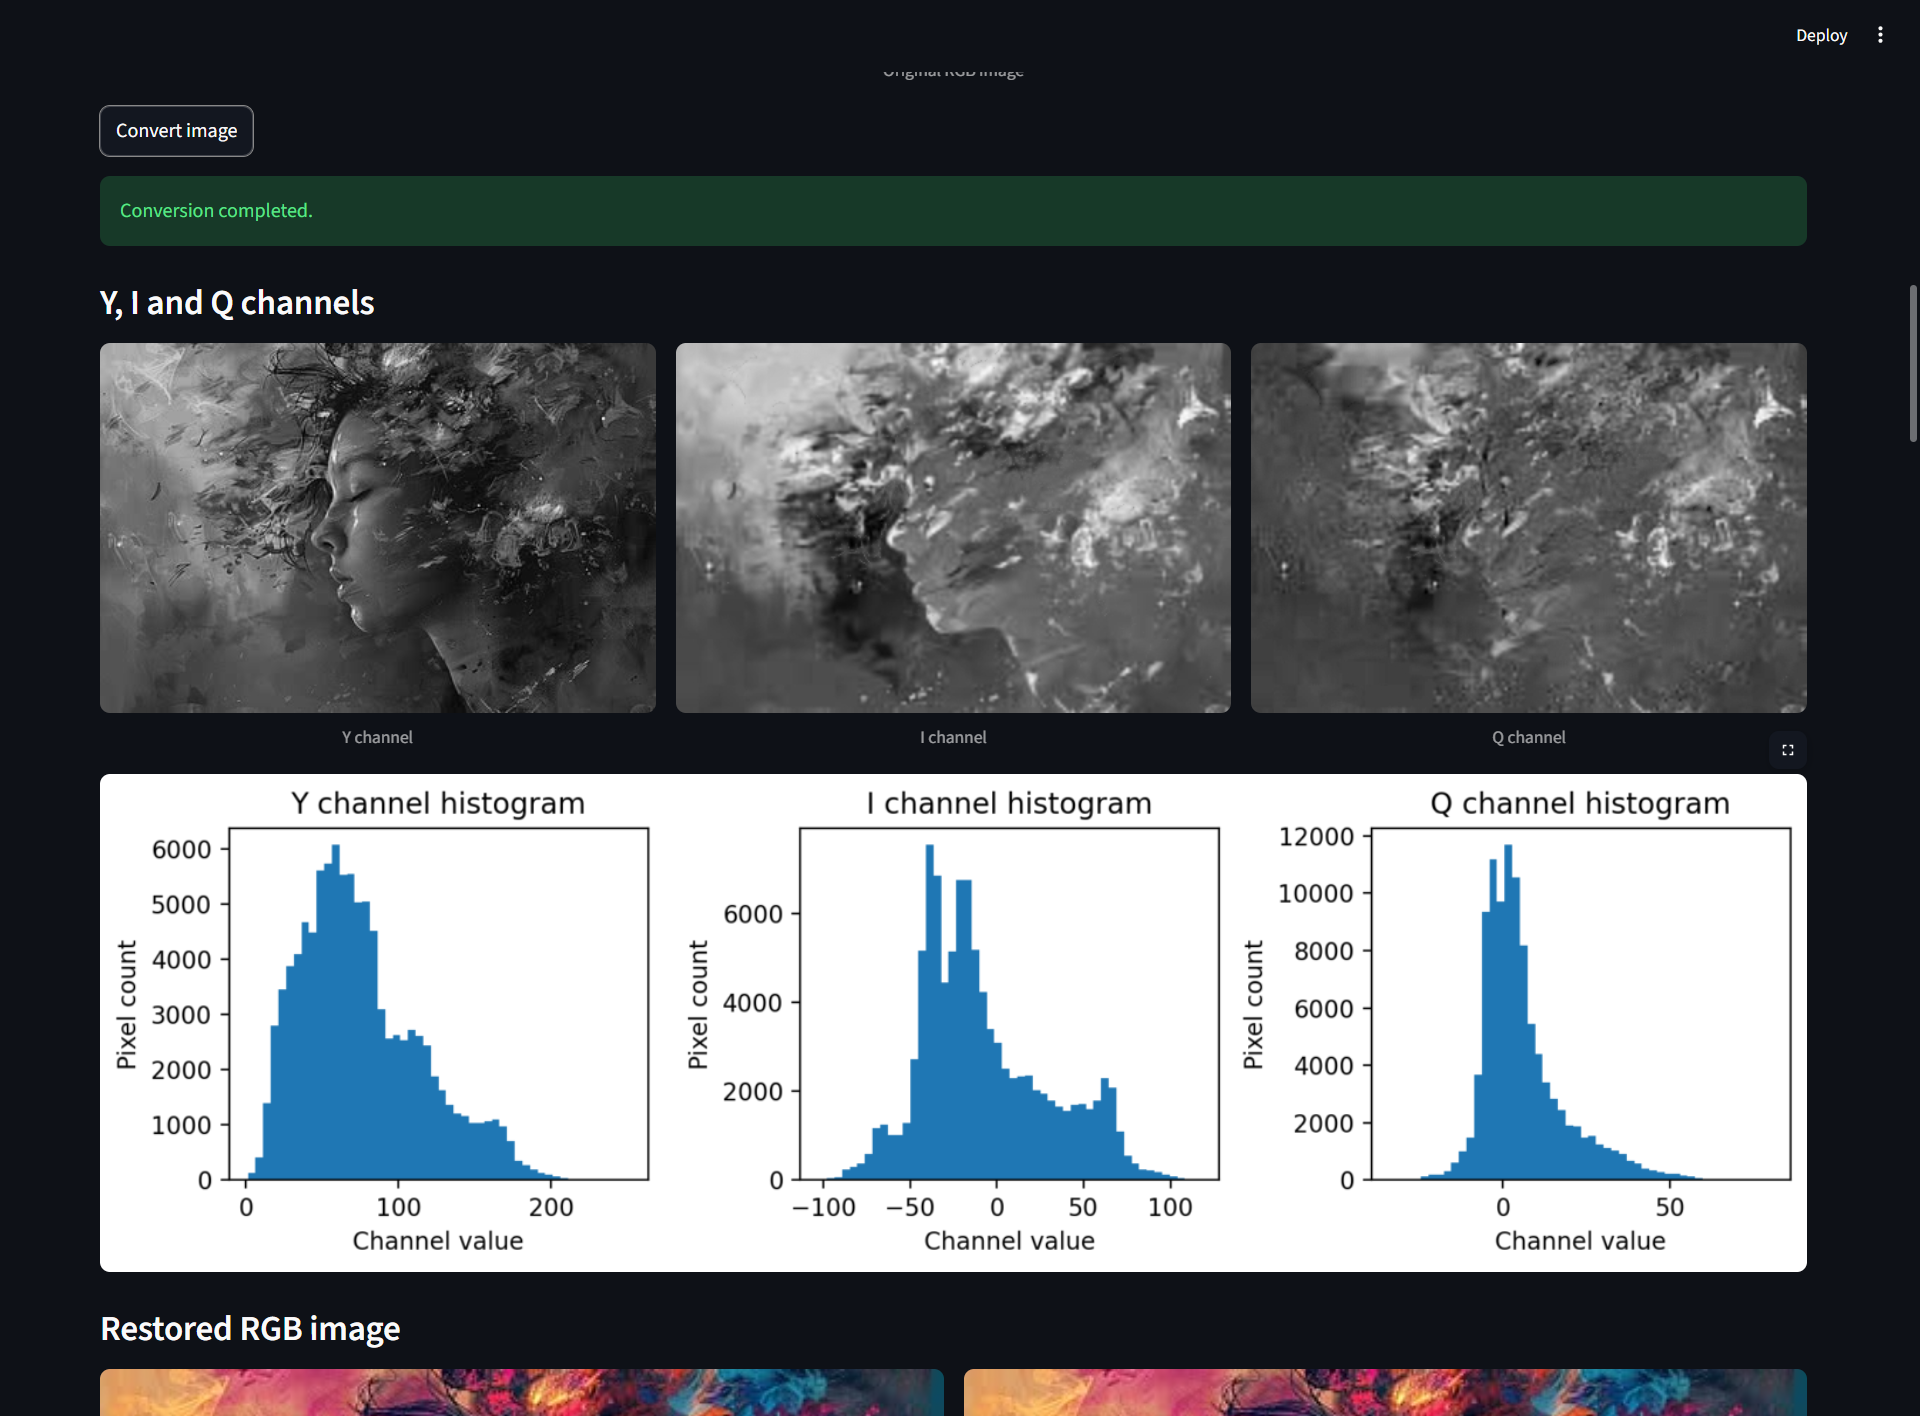 Deploy
Original RGB image
Convert image
Conversion completed.
Y, I and Q channels
Y channel
I channel
Q channel
Y channel histogram
6000
5000
4000
3000
2000
1000
0
Pixel count
0 100 200
Channel value
I channel histogram
6000
4000
2000
0
Pixel count
−100 −50 0 50 100
Channel value
Q channel histogram
12000
10000
8000
6000
4000
2000
0
Pixel count
0 50
Channel value
Restored RGB image